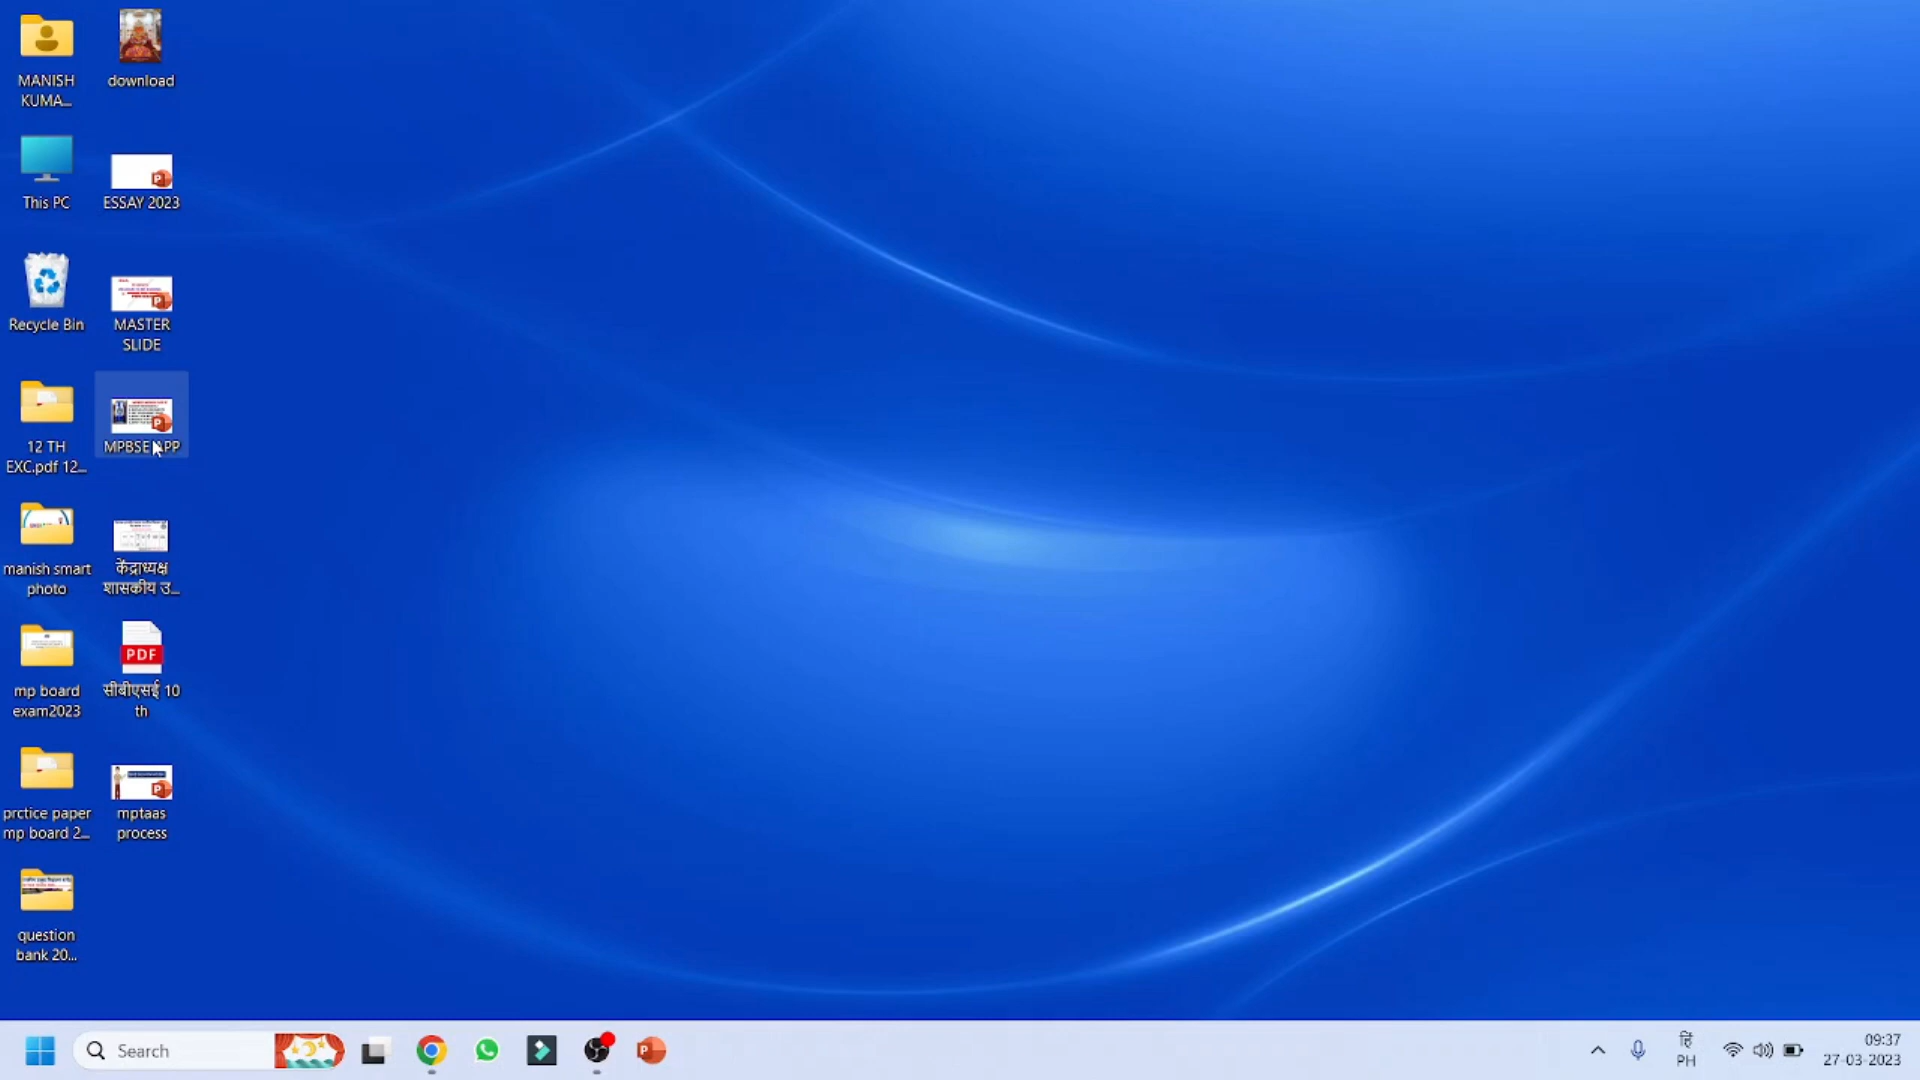 MANISH
KUMA...
download
This PC
ESSAY 2023
Recycle Bin
MASTER
SLIDE
12 TH
EXC.pdf 12...
MPBSE APP
manish smart
photo
केंद्राध्यक्ष
शासकीय उ...
mp board
exam2023
PDF
सीबीएसई 10
th
prctice paper
mp board 2...
mptaas
process
question
bank 20...
Search
हि
PH
09:37
27-03-2023